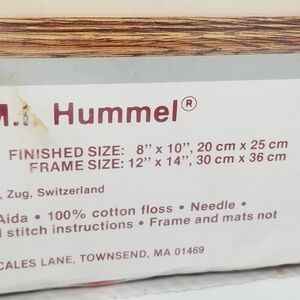 M.I. Hummel®
FINISHED SIZE: 8" x 10", 20 cm x 25 cm
FRAME SIZE: 12" x 14", 30 cm x 36 cm
, Zug, Switzerland
Aida • 100% cotton floss • Needle •
stitch instructions • Frame and mats not
CALES LANE, TOWNSEND, MA 01469